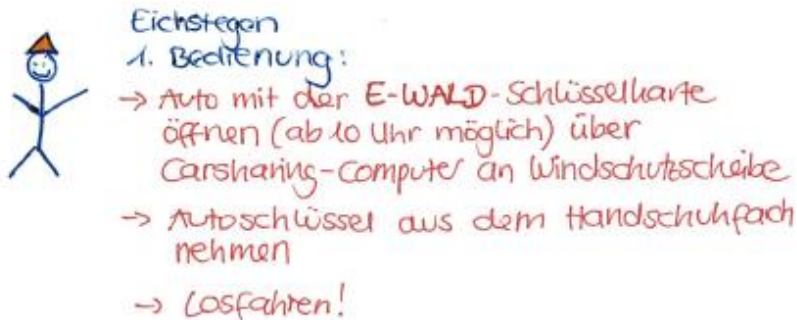 Eichstegen
1. Bedienung:
→ Auto mit der E-WALD-Schlüsselkarte
öffnen (ab 10 Uhr möglich) über
Carsharing-Computer an Windschutzscheibe
→ Autoschlüssel aus dem Handschuhfach
nehmen
→ Losfahren!